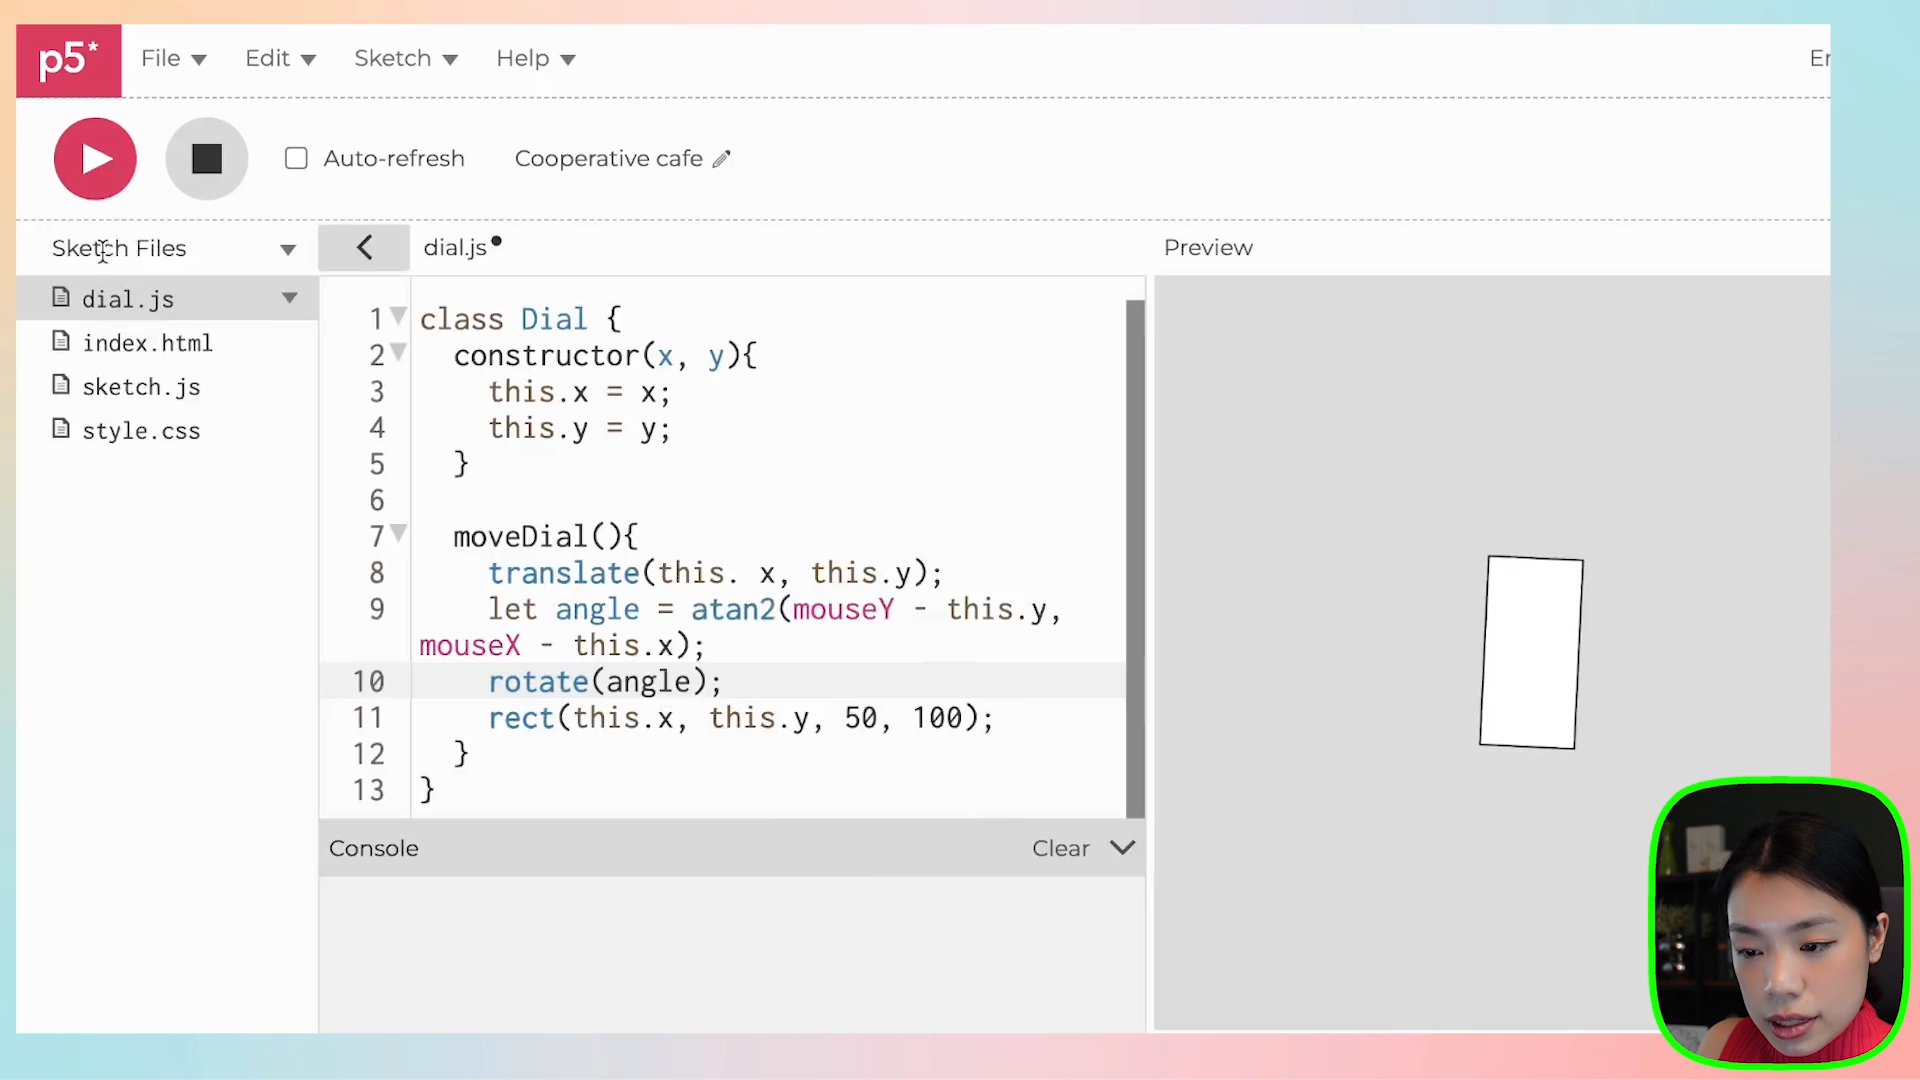 p5* File Edit Sketch Help En
Auto-refresh Cooperative cafe
Sketch Files
dial.js
index.html
sketch.js
style.css
dial.js
1 class Dial {
2 constructor(x, y){
3 this.x = x;
4 this.y = y;
5 }
6
7 moveDial(){
8 translate(this. x, this.y);
9 let angle = atan2(mouseY - this.y,
mouseX - this.x);
10 rotate(angle);
11 rect(this.x, this.y, 50, 100);
12 }
13 }
Console Clear
Preview